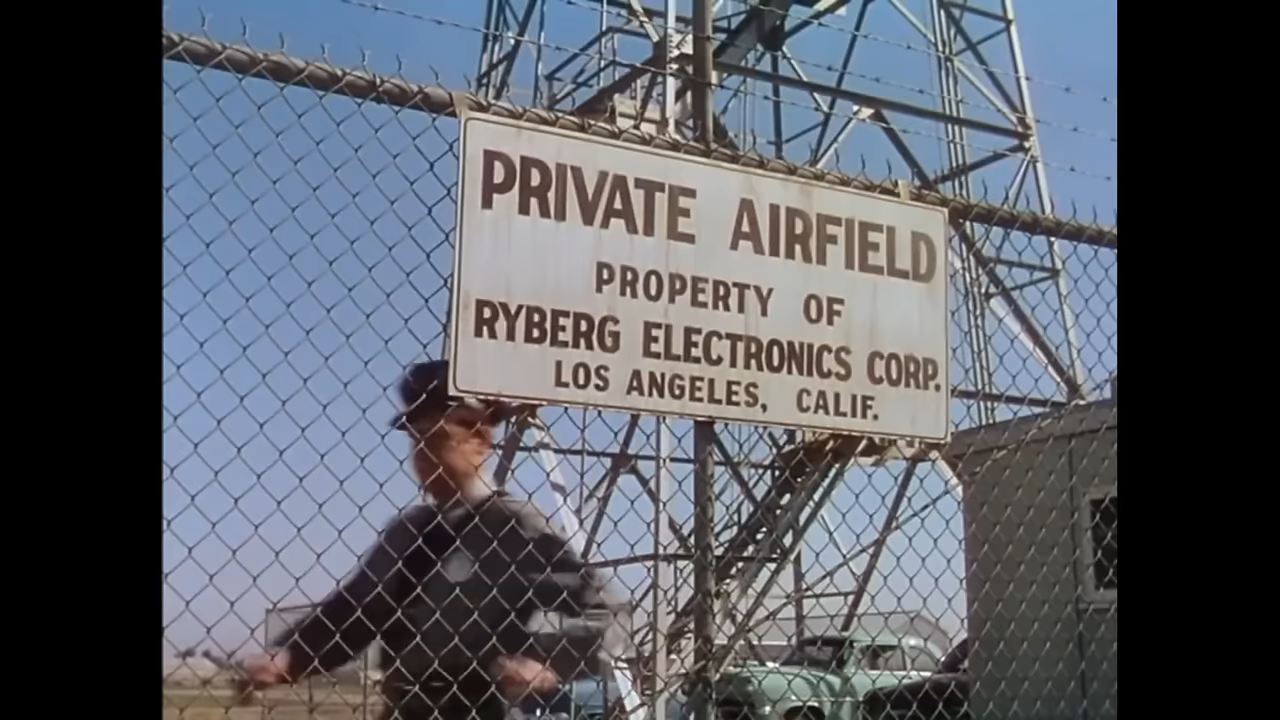 PRIVATE AIRFIELD
PROPERTY OF
RYBERG ELECTRONICS CORP.
LOS ANGELES, CALIF.